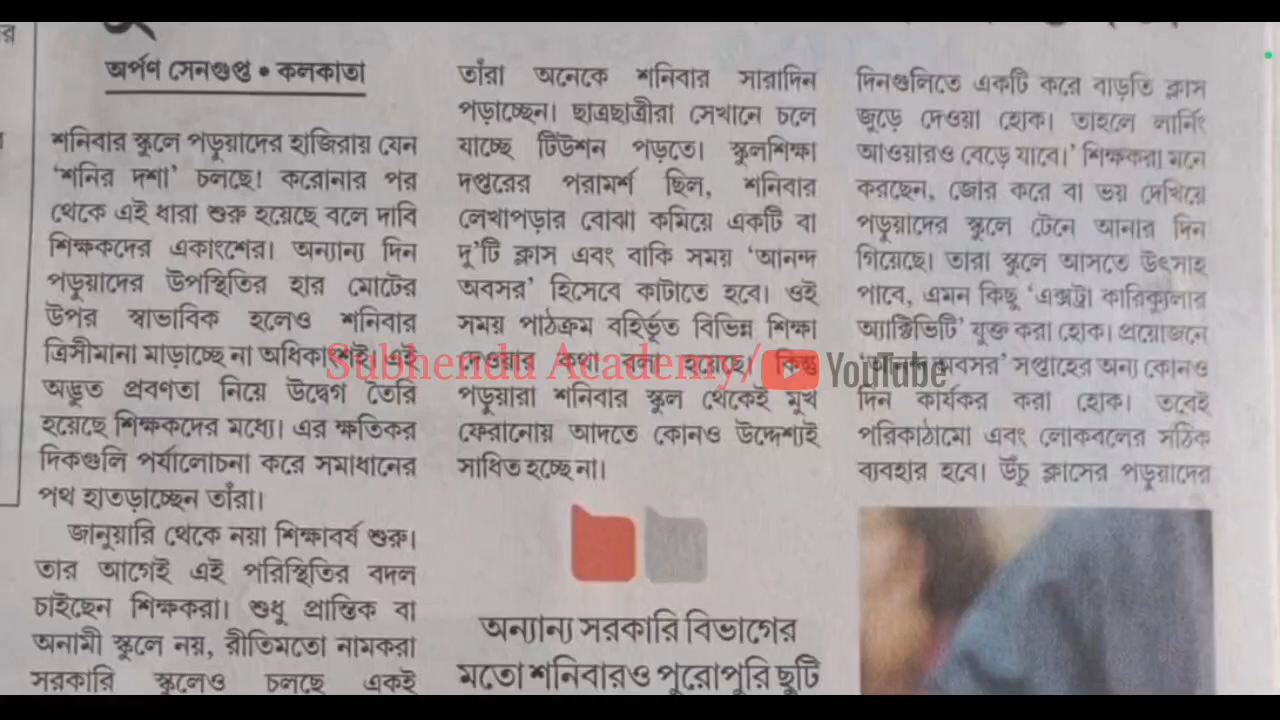 অর্পণ সেনগুপ্ত • কলকাতা
শনিবার স্কুলে পড়ুয়াদের হাজিরায় যেন
'শনির দশা' চলছে! করোনার পর
থেকে এই ধারা শুরু হয়েছে বলে দাবি
শিক্ষকদের একাংশের। অন্যান্য দিন
পড়ুয়াদের উপস্থিতির হার মোটের
উপর স্বাভাবিক হলেও শনিবার
ত্রিসীমানা মাড়াচ্ছে না অধিকাংশই। এই
অদ্ভুত প্রবণতা নিয়ে উদ্বেগ তৈরি
হয়েছে শিক্ষকদের মধ্যে। এর ক্ষতিকর
দিকগুলি পর্যালোচনা করে সমাধানের
পথ হাতড়াচ্ছেন তাঁরা।
জানুয়ারি থেকে নয়া শিক্ষাবর্ষ শুরু।
তার আগেই এই পরিস্থিতির বদল
চাইছেন শিক্ষকরা। শুধু প্রান্তিক বা
অনামী স্কুলে নয়, রীতিমতো নামকরা
সরকারি স্কুলেও চলছে একই
তাঁরা অনেকে শনিবার সারাদিন
পড়াচ্ছেন। ছাত্রছাত্রীরা সেখানে চলে
যাচ্ছে টিউশন পড়তে। স্কুলশিক্ষা
দপ্তরের পরামর্শ ছিল, শনিবার
লেখাপড়ার বোঝা কমিয়ে একটি বা
দু'টি ক্লাস এবং বাকি সময় 'আনন্দ
অবসর' হিসেবে কাটাতে হবে। ওই
সময় পাঠক্রম বহির্ভূত বিভিন্ন শিক্ষা
দেওয়ার কথা বলা হয়েছে। কিন্তু
পড়ুয়ারা শনিবার স্কুল থেকেই মুখ
ফেরানোয় আদতে কোনও উদ্দেশ্যই
সাধিত হচ্ছে না।
অন্যান্য সরকারি বিভাগের
মতো শনিবারও পুরোপুরি ছুটি
দিনগুলিতে একটি করে বাড়তি ক্লাস
জুড়ে দেওয়া হোক। তাহলে লার্নিং
আওয়ারও বেড়ে যাবে।' শিক্ষকরা মনে
করছেন, জোর করে বা ভয় দেখিয়ে
পড়ুয়াদের স্কুলে টেনে আনার দিন
গিয়েছে। তারা স্কুলে আসতে উৎসাহ
পাবে, এমন কিছু 'এক্সট্রা কারিক্যুলার
অ্যাক্টিভিটি' যুক্ত করা হোক। প্রয়োজনে
'আনন্দ অবসর' সপ্তাহের অন্য কোনও
দিন কার্যকর করা হোক। তবেই
পরিকাঠামো এবং লোকবলের সঠিক
ব্যবহার হবে। উঁচু ক্লাসের পড়ুয়াদের
Subhendu Academy/ YouTube